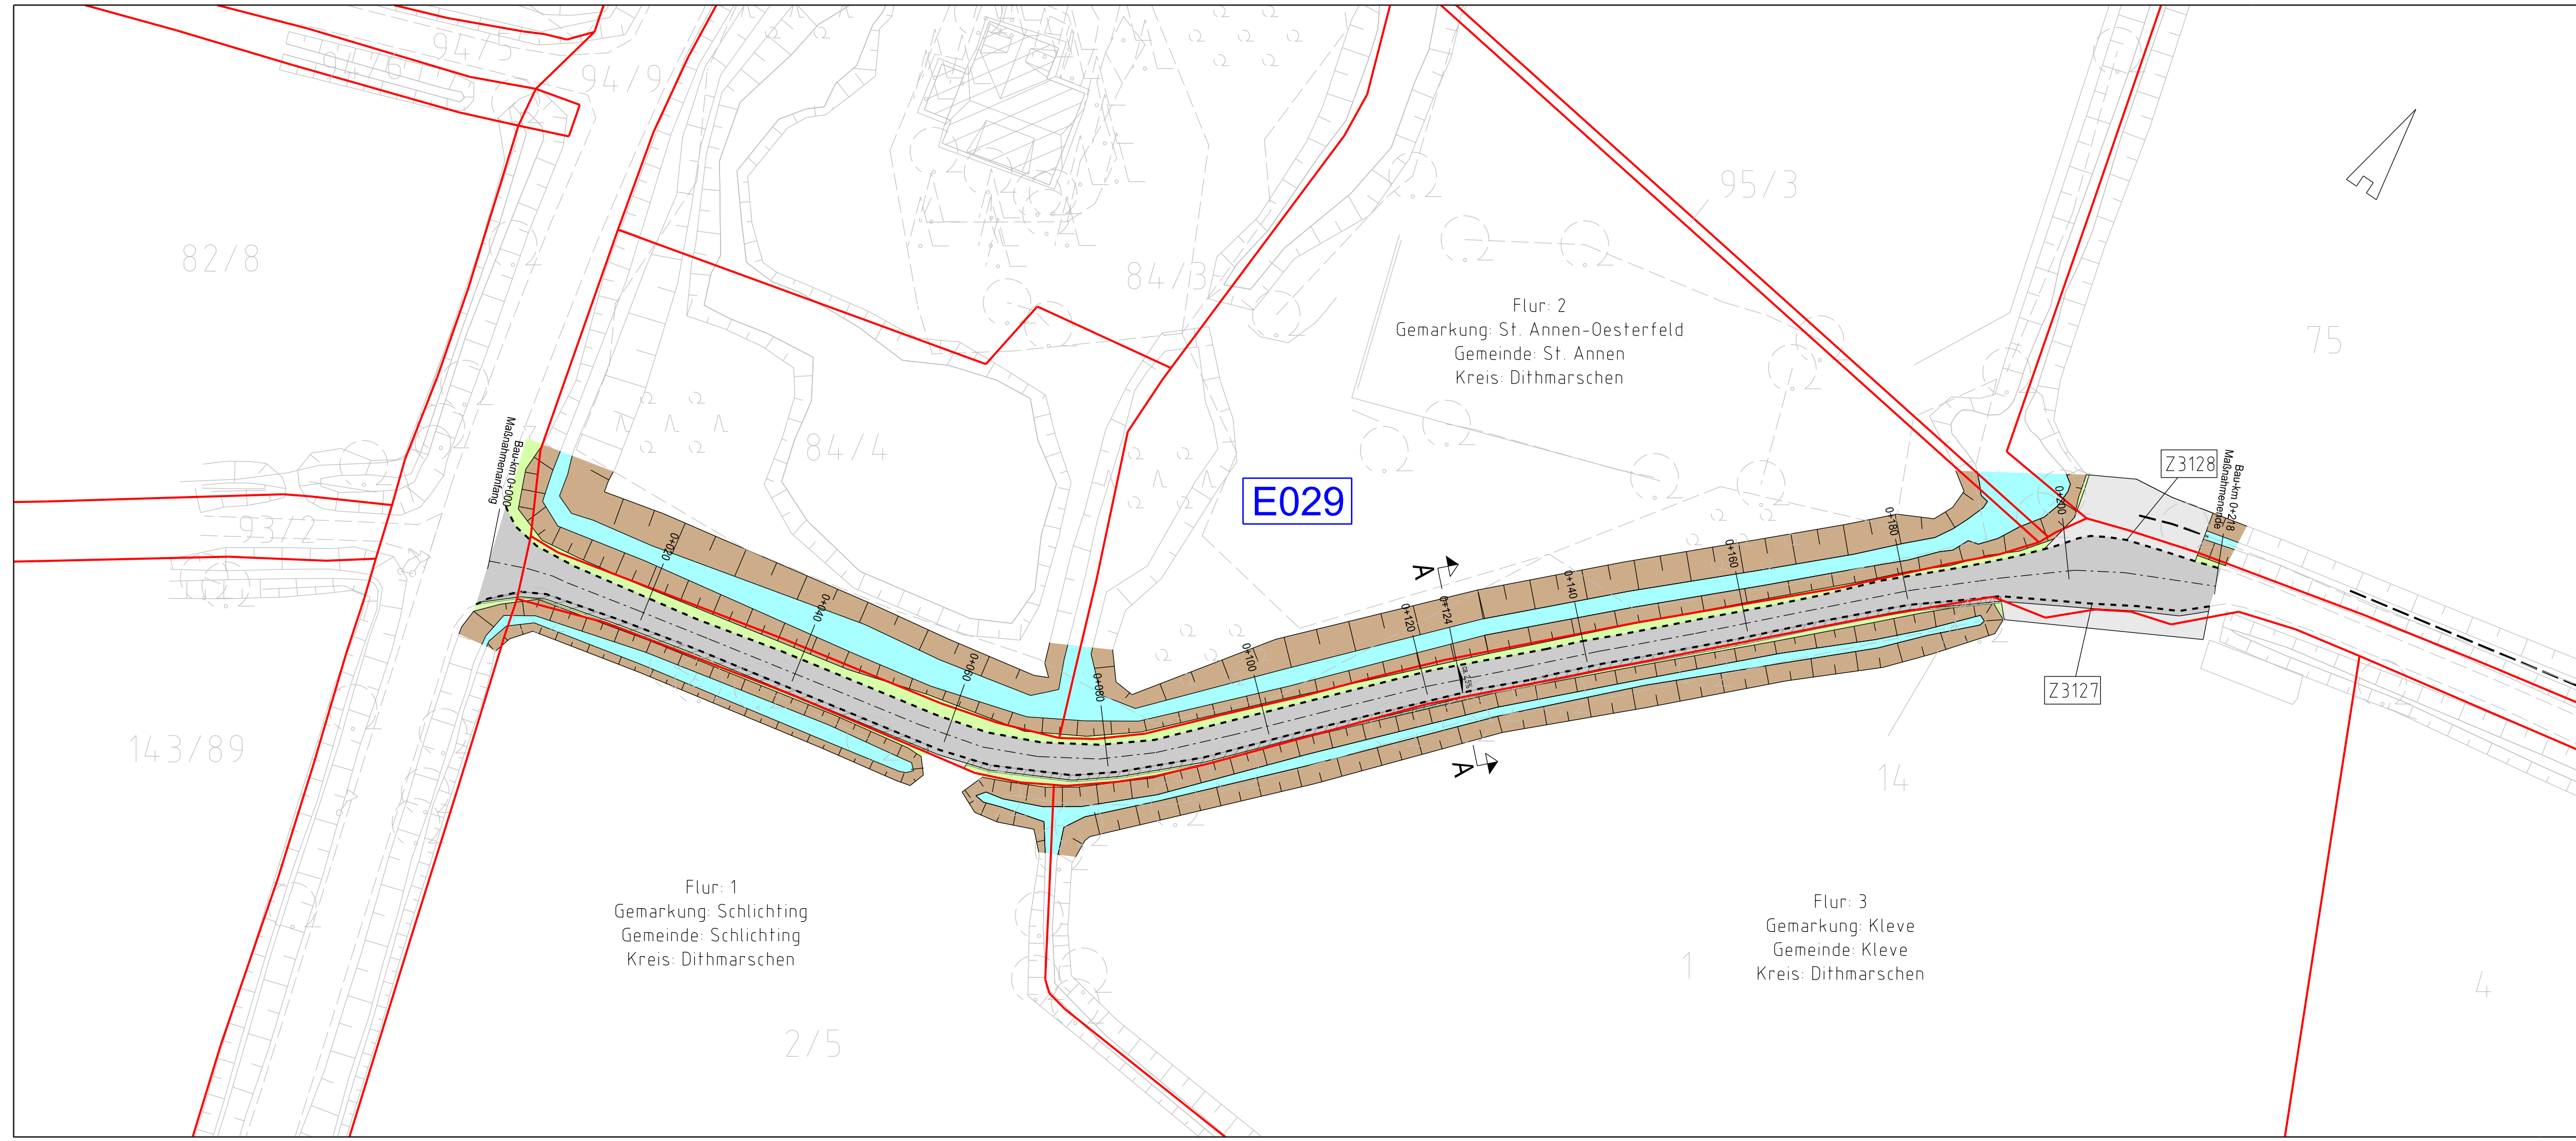 94/5
94/6
94/9
82/8
84/3
95/3
75
Flur: 2
Gemarkung: St. Annen-Oesterfeld
Gemeinde: St. Annen
Kreis: Dithmarschen
84/4
E029
Z3128
Bau-km 0+000
Maßnahmenanfang
Bau-km 0+218
Maßnahmenende
93/2
0+020
0+040
0+060
0+080
0+100
0+120
0+124
0+140
0+160
0+180
0+200
A
A
Z3127
143/89
14
Flur: 1
Gemarkung: Schlichting
Gemeinde: Schlichting
Kreis: Dithmarschen
Flur: 3
Gemarkung: Kleve
Gemeinde: Kleve
Kreis: Dithmarschen
1
4
2/5